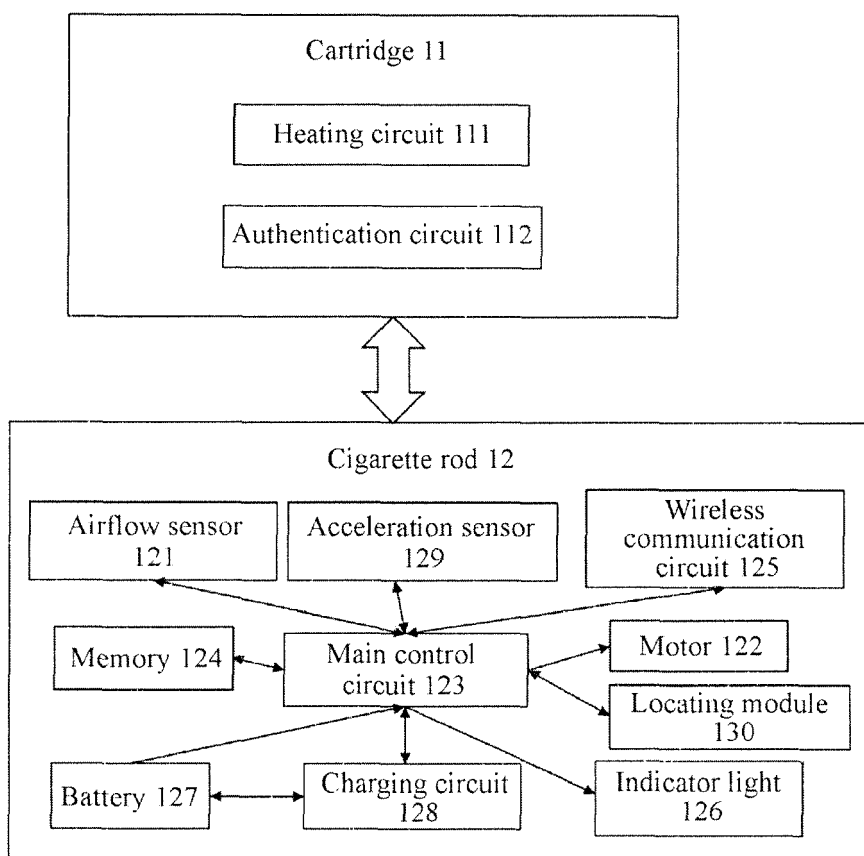 Cartridge 11
Heating circuit 111
Authentication circuit 112
Cigarette rod 12
Airflow sensor
121
Acceleration sensor
129
Wireless
communication
circuit 125
Memory 124
Main control
circuit 123
Motor 122
Locating module
130
Battery 127
Charging circuit
128
Indicator light
126